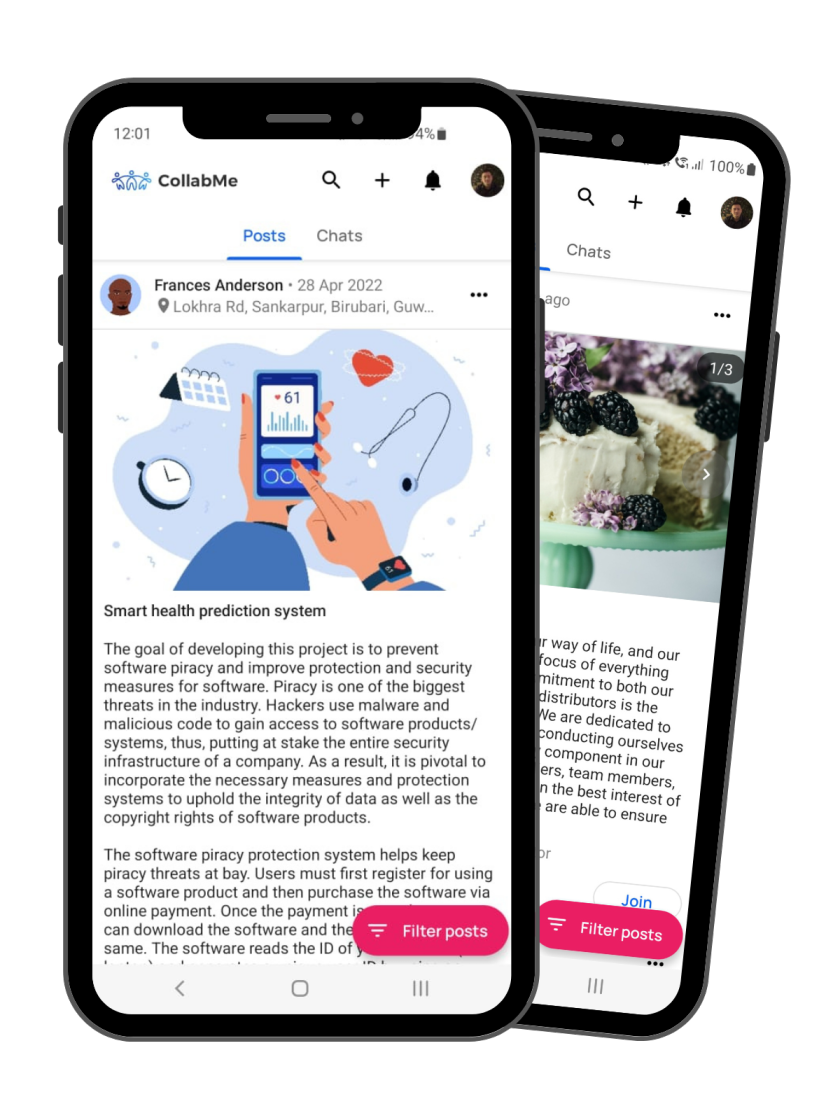 12:01
94%
CollabMe
Posts Chats
Frances Anderson • 28 Apr 2022
Lokhra Rd, Sankarpur, Birubari, Guw...
61
61
Smart health prediction system
The goal of developing this project is to prevent
software piracy and improve protection and security
measures for software. Piracy is one of the biggest
threats in the industry. Hackers use malware and
malicious code to gain access to software products/
systems, thus, putting at stake the entire security
infrastructure of a company. As a result, it is pivotal to
incorporate the necessary measures and protection
systems to uphold the integrity of data as well as the
copyright rights of software products.
The software piracy protection system helps keep
piracy threats at bay. Users must first register for using
a software product and then purchase the software via
online payment. Once the payment is
can download the software and the
same. The software reads the ID of
Filter posts
100%
Chats
ago
1/3
way of life, and our
focus of everything
mitment to both our
distributors is the
We are dedicated to
conducting ourselves
component in our
ers, team members,
n the best interest of
are able to ensure
or
Join
Filter posts